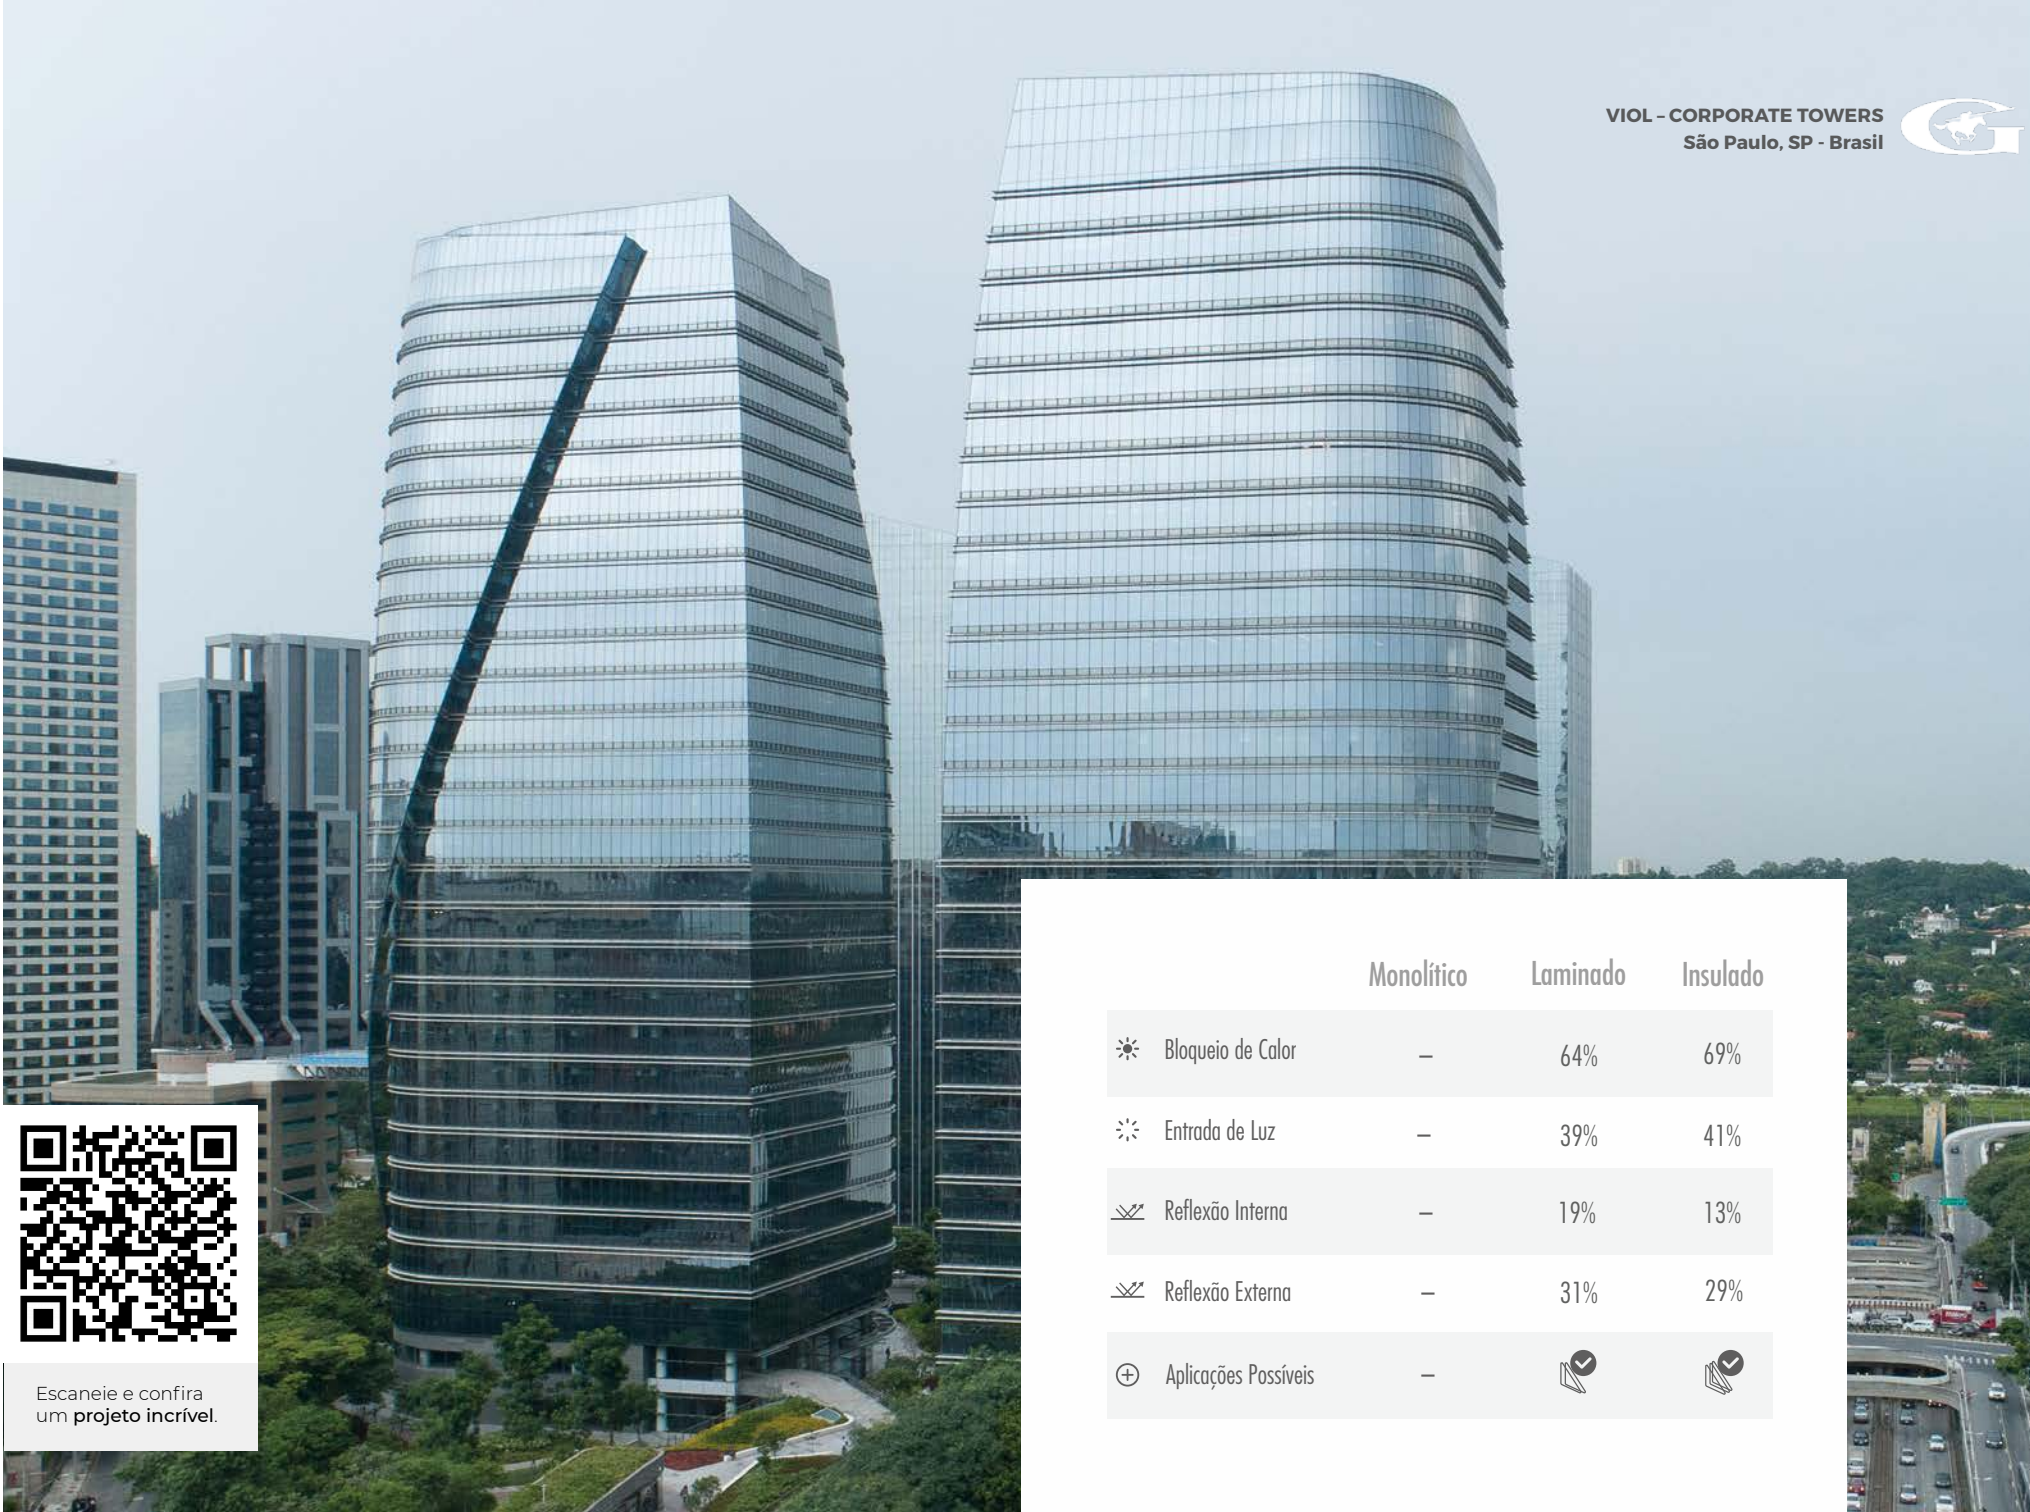 VIOL – CORPORATE TOWERS
São Paulo, SP - Brasil
G
Monolítico Laminado Insulado
Bloqueio de Calor – 64% 69%
Entrada de Luz – 39% 41%
Reflexão Interna – 19% 13%
Reflexão Externa – 31% 29%
Aplicações Possíveis –
Escaneie e confira
um projeto incrível.